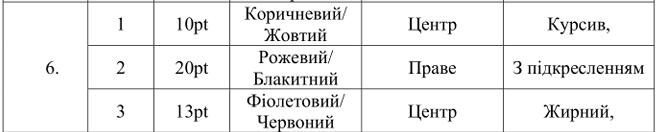 1 10pt Коричневий/ Центр Курсив,
Жовтий
6. 2 20pt Рожевий/ Праве З підкресленням
Блакитний
3 13pt Фіолетовий/ Центр Жирний,
Червоний